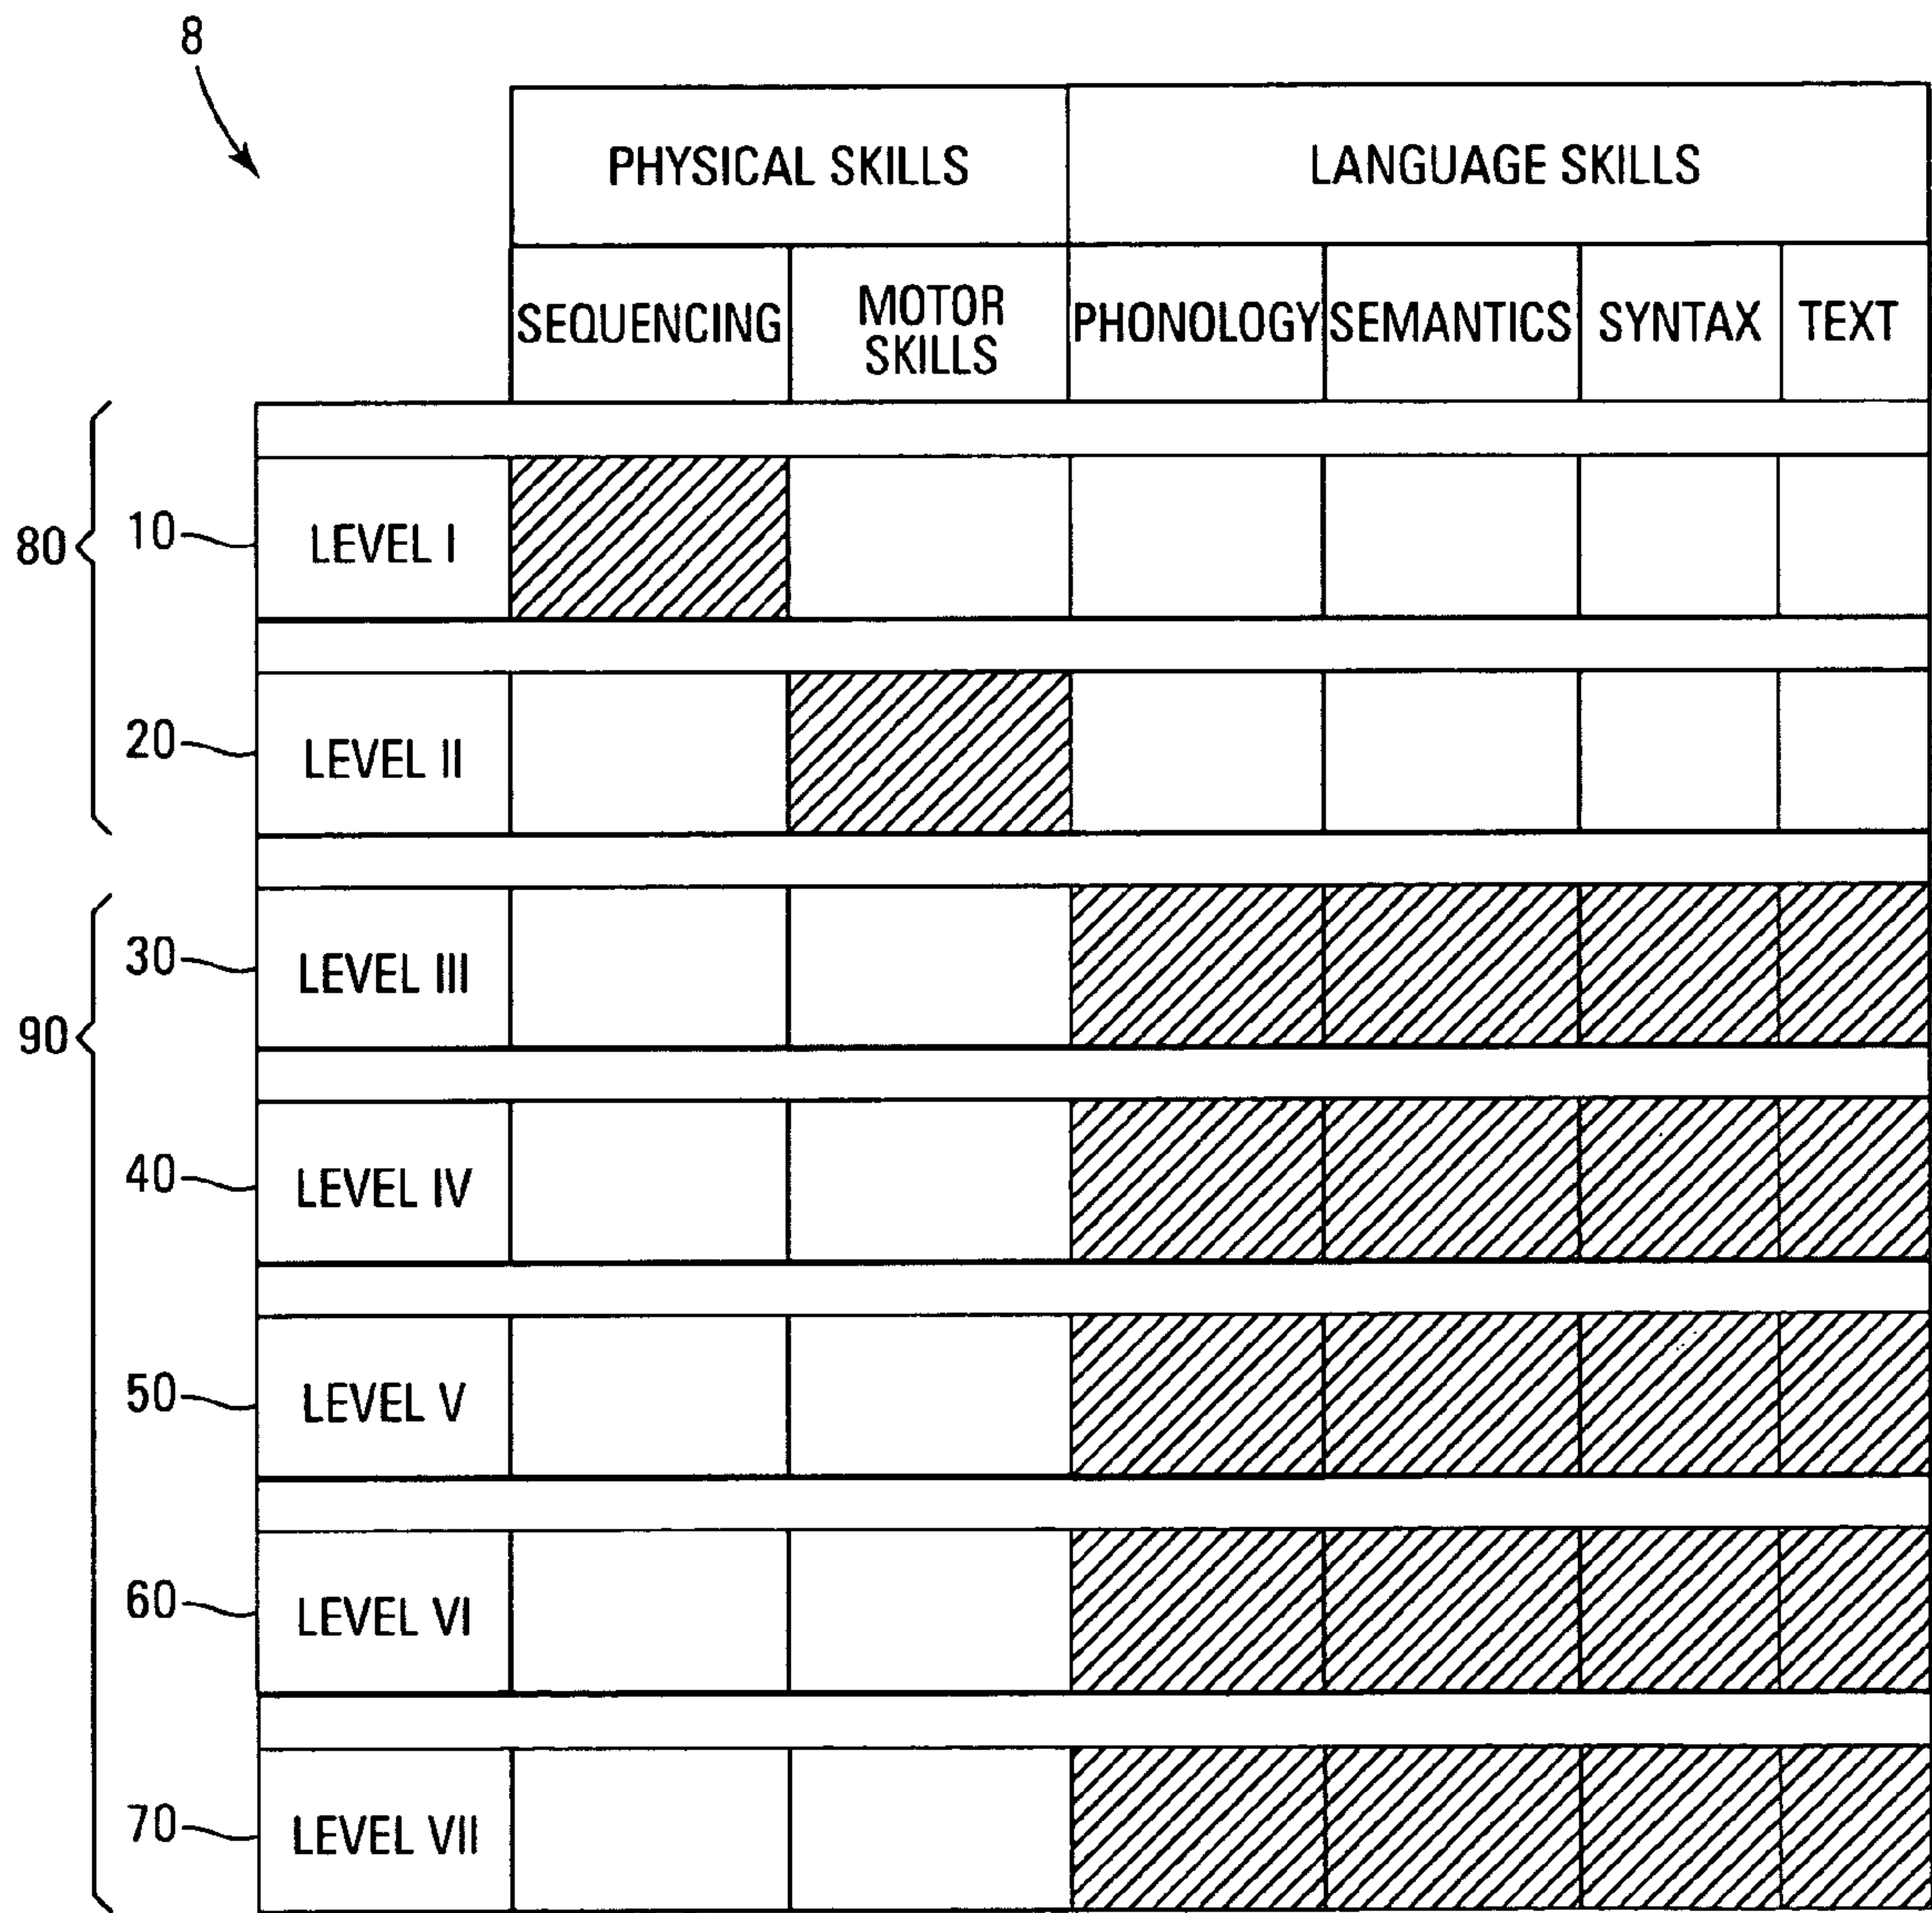 8
PHYSICAL SKILLS LANGUAGE SKILLS
SEQUENCING MOTOR SKILLS PHONOLOGY SEMANTICS SYNTAX TEXT
80
10 LEVEL I
20 LEVEL II
90
30 LEVEL III
40 LEVEL IV
50 LEVEL V
60 LEVEL VI
70 LEVEL VII